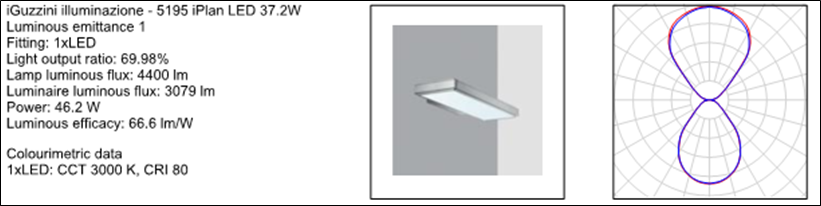 iGuzzini illuminazione - 5195 iPlan LED 37.2W
Luminous emittance 1
Fitting: 1xLED
Light output ratio: 69.98%
Lamp luminous flux: 4400 lm
Luminaire luminous flux: 3079 lm
Power: 46.2 W
Luminous efficacy: 66.6 lm/W
Colourimetric data
1xLED: CCT 3000 K, CRI 80